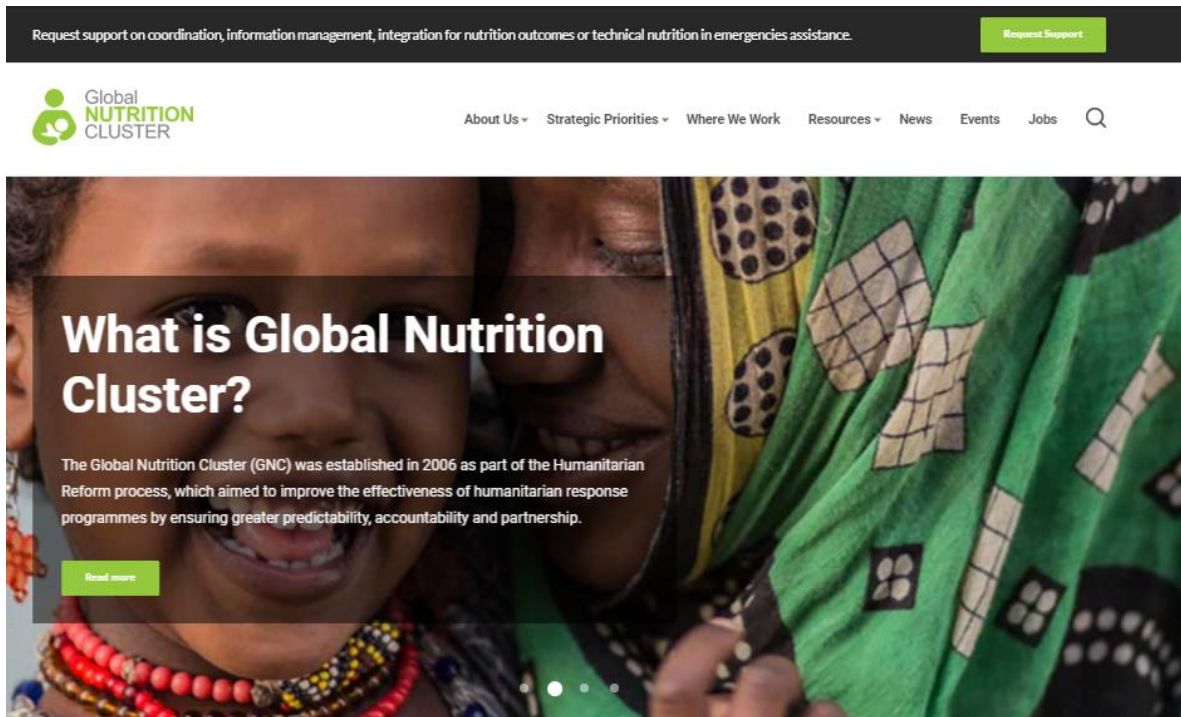 Request support on coordination, information management, integration for nutrition outcomes or technical nutrition in emergencies assistance.
Request Support
Global
NUTRITION
CLUSTER
About Us
Strategic Priorities
Where We Work
Resources
News
Events
Jobs
What is Global Nutrition
Cluster?
The Global Nutrition Cluster (GNC) was established in 2006 as part of the Humanitarian
Reform process, which aimed to improve the effectiveness of humanitarian response
programmes by ensuring greater predictability, accountability and partnership.
Read more